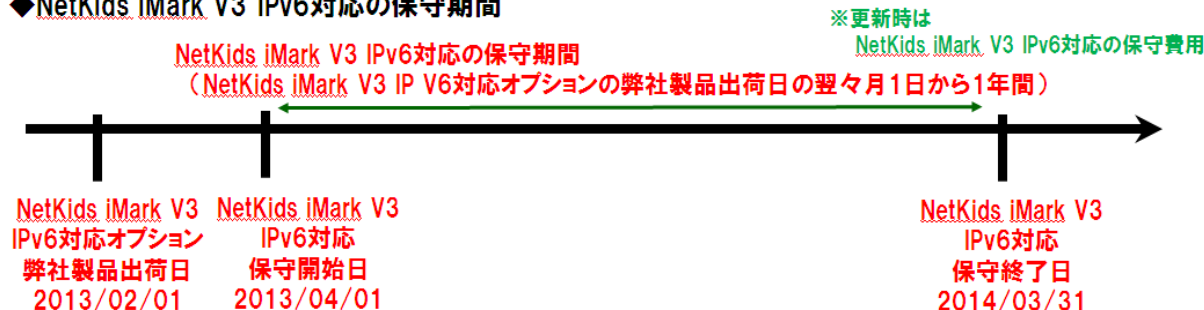 ◆NetKids iMark V3 IPv6対応の保守期間
※更新時は
NetKids iMark V3 IPv6対応の保守費用
NetKids iMark V3 IPv6対応の保守期間
（NetKids iMark V3 IP V6対応オプションの弊社製品出荷日の翌々月1日から1年間）
NetKids iMark V3
IPv6対応オプション
弊社製品出荷日
2013/02/01
NetKids iMark V3
IPv6対応
保守開始日
2013/04/01
NetKids iMark V3
IPv6対応
保守終了日
2014/03/31